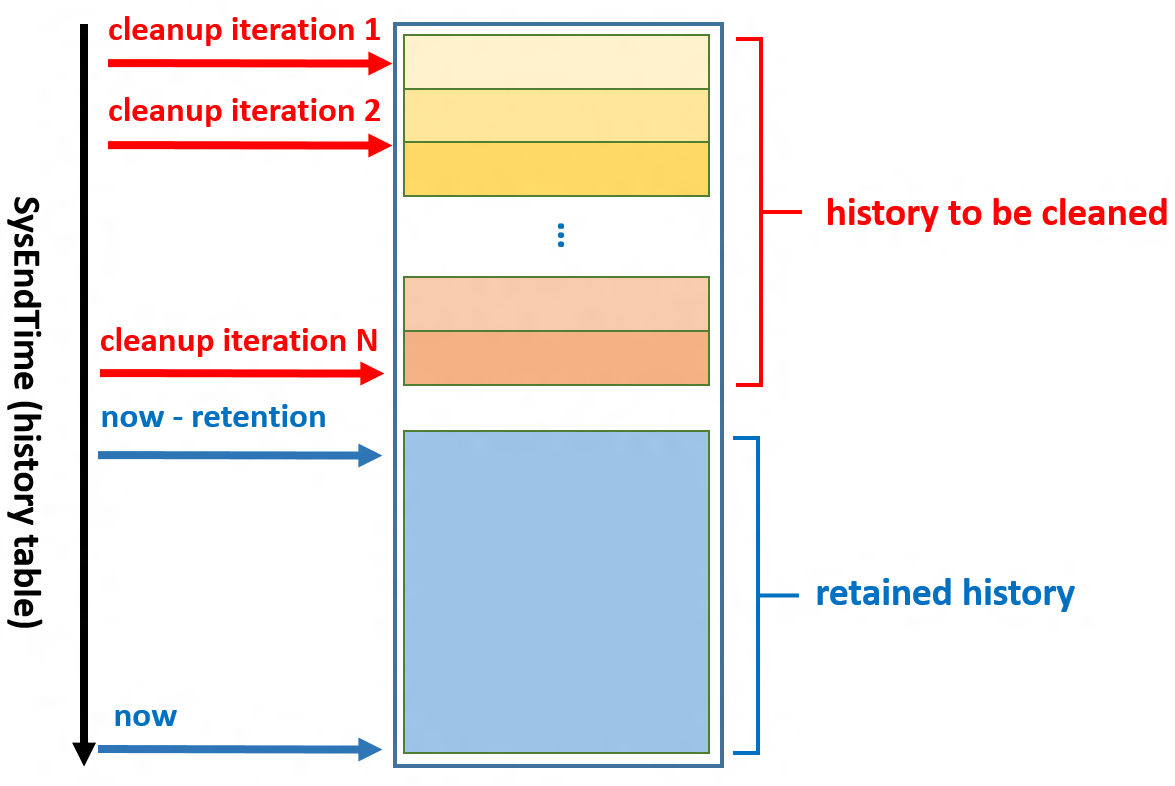 cleanup iteration 1
cleanup iteration 2
history to be cleaned
SysEndTime (history table)
cleanup iteration N
now - retention
retained history
now